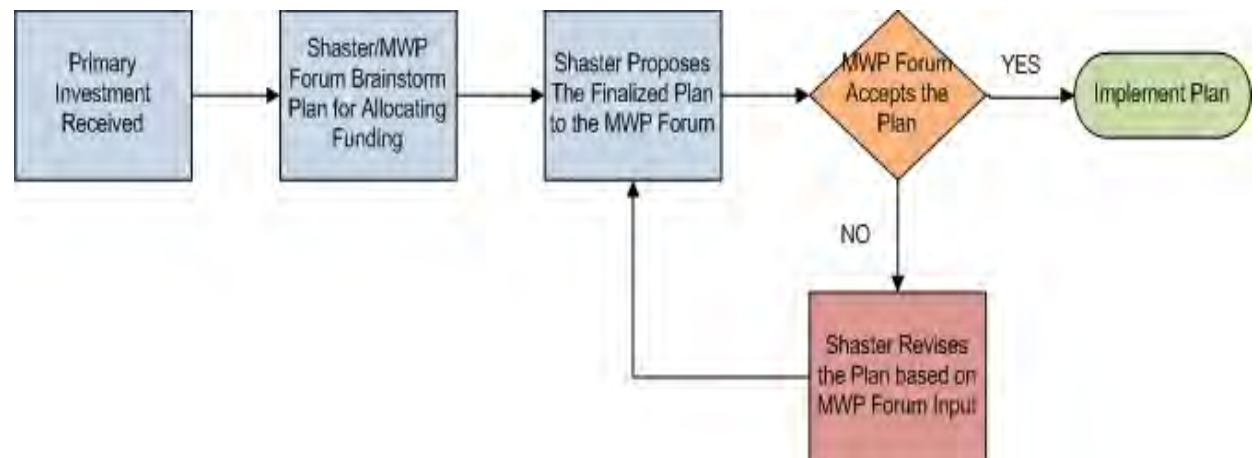 Primary
Investment
Received
Shaster/MWP
Forum Brainstorm
Plan for Allocating
Funding
Shaster Proposes
The Finalized Plan
to the MWP Forum
MWP Forum
Accepts the
Plan
YES
Implement Plan
NO
Shaster Revises
the Plan based on
MWP Forum Input